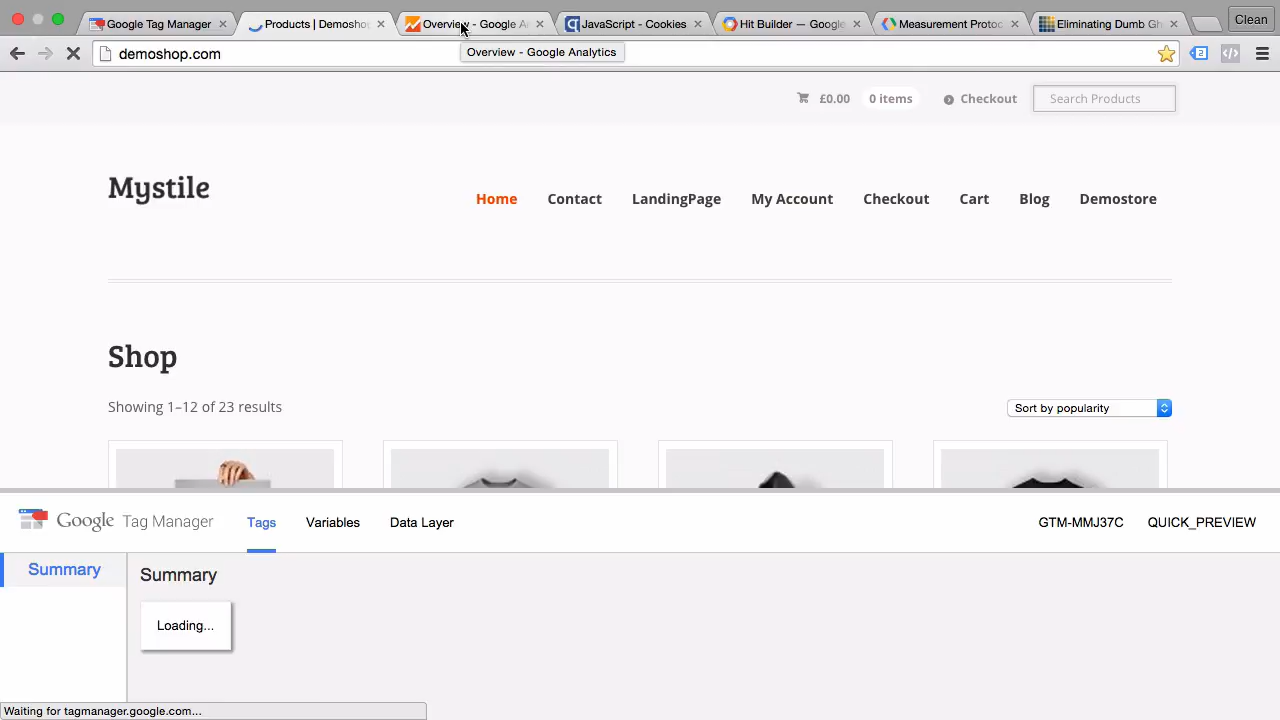 Google Tag Manager
Products | Demosho
Overview - Google A
JavaScript - Cookies
Hit Builder — Google
Measurement Protoc
Eliminating Dumb Gh
Clean
demoshop.com
Overview - Google Analytics
2
£0.00
0 items
Checkout
Search Products
Mystile
Home
Contact
LandingPage
My Account
Checkout
Cart
Blog
Demostore
Shop
Showing 1–12 of 23 results
Sort by popularity
Google Tag Manager
Tags
Variables
Data Layer
GTM-MMJ37C
QUICK_PREVIEW
Summary
Summary
Loading...
Waiting for tagmanager.google.com...